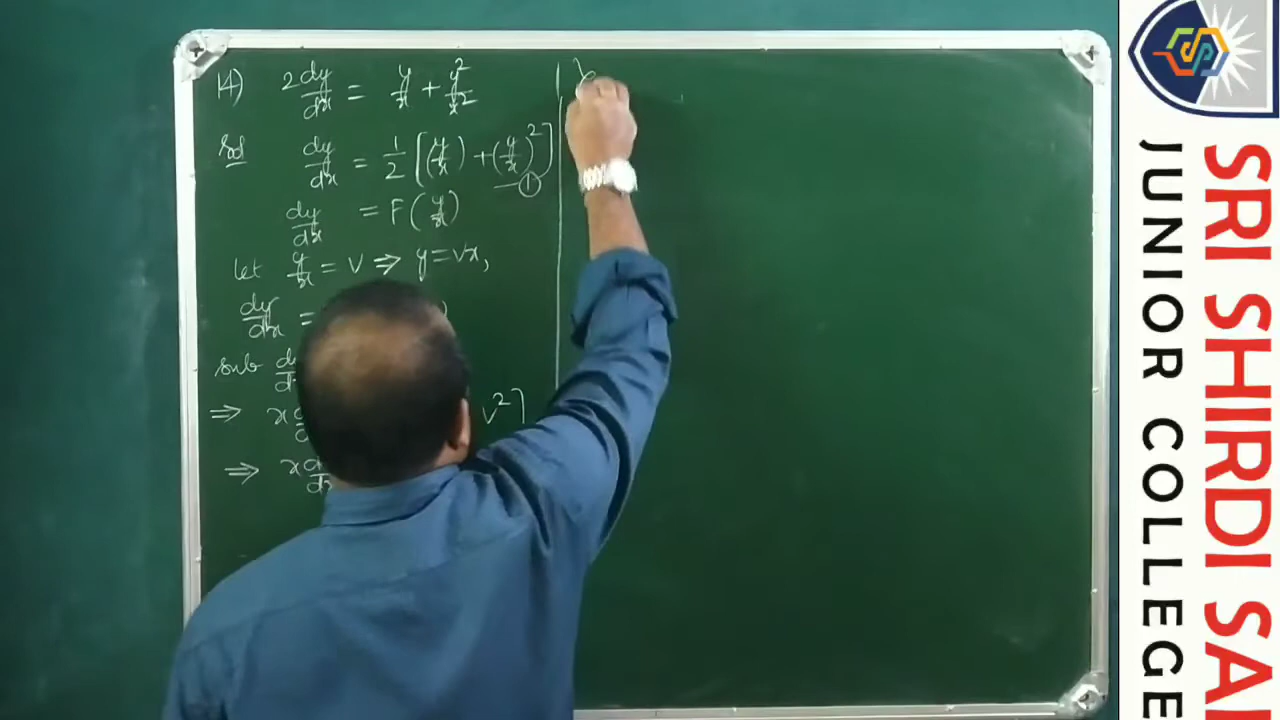 14) 2 dy/dx = y/x + y²/x²
Sol dy/dx = 1/2 [(y/x) + (y/x)²] —①
dy/dx = F(y/x)
let y/x = v ⇒ y = vx,
dy/dx =
Sub
⇒ x v²]
⇒ x
x
SRI SHIRDI SAI
JUNIOR COLLEGE